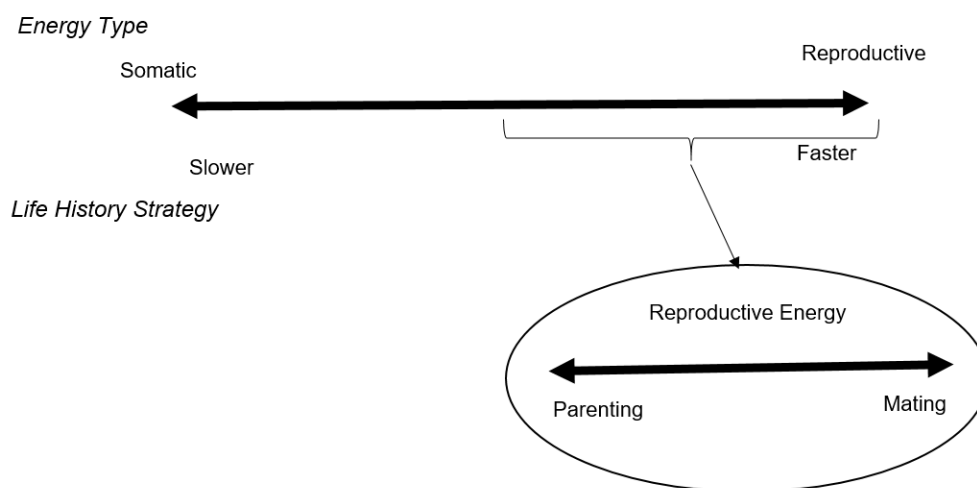 Energy Type
Somatic
Reproductive
Slower
Faster
Life History Strategy
Reproductive Energy
Parenting
Mating